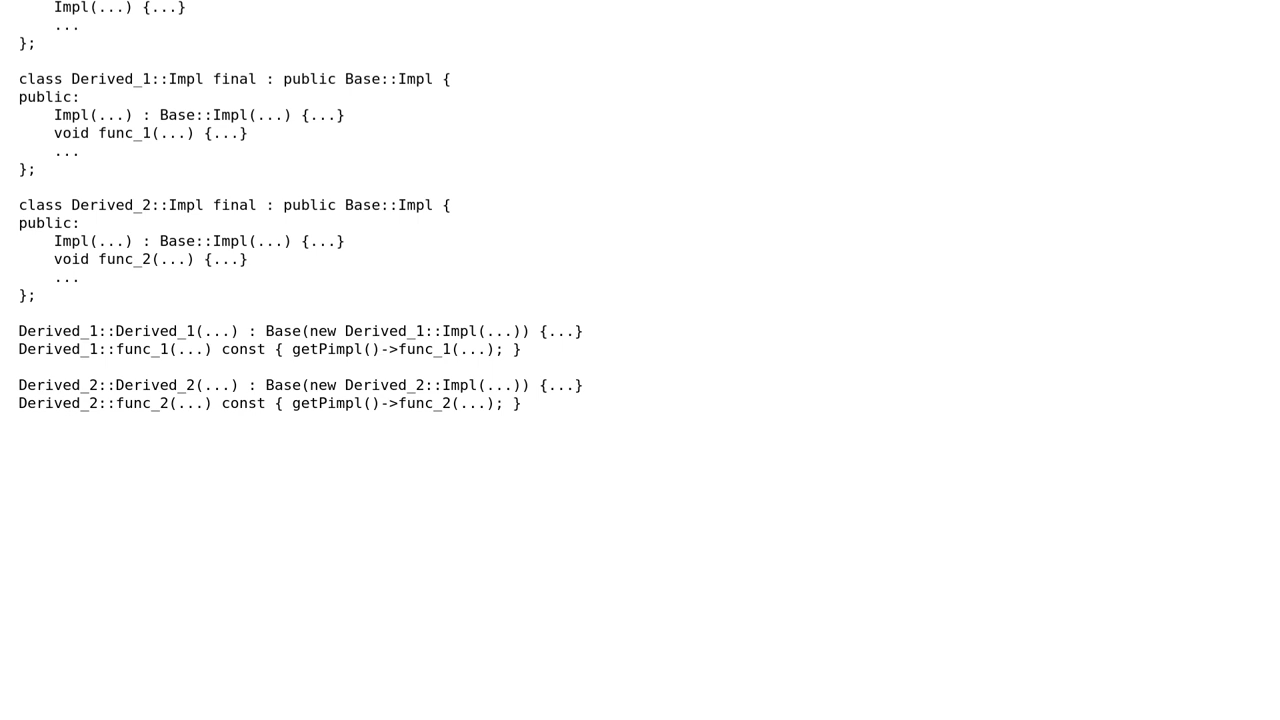 Impl(...) {...}
    ...
};

class Derived_1::Impl final : public Base::Impl {
public:
    Impl(...) : Base::Impl(...) {...}
    void func_1(...) {...}
    ...
};

class Derived_2::Impl final : public Base::Impl {
public:
    Impl(...) : Base::Impl(...) {...}
    void func_2(...) {...}
    ...
};

Derived_1::Derived_1(...) : Base(new Derived_1::Impl(...)) {...}
Derived_1::func_1(...) const { getPimpl()->func_1(...); }

Derived_2::Derived_2(...) : Base(new Derived_2::Impl(...)) {...}
Derived_2::func_2(...) const { getPimpl()->func_2(...); }